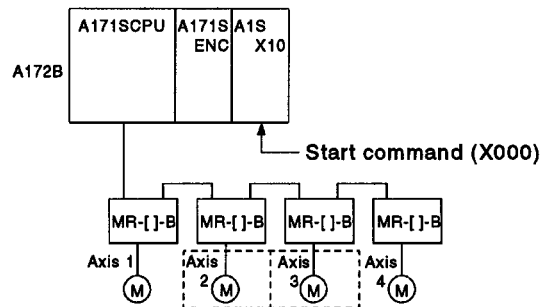 A171SCPU A171S A1S
ENC X10
A172B
Start command (X000)
MR-[ ]-B MR-[ ]-B MR-[ ]-B MR-[ ]-B
Axis 1 Axis 2 Axis 3 Axis 4
M M M M